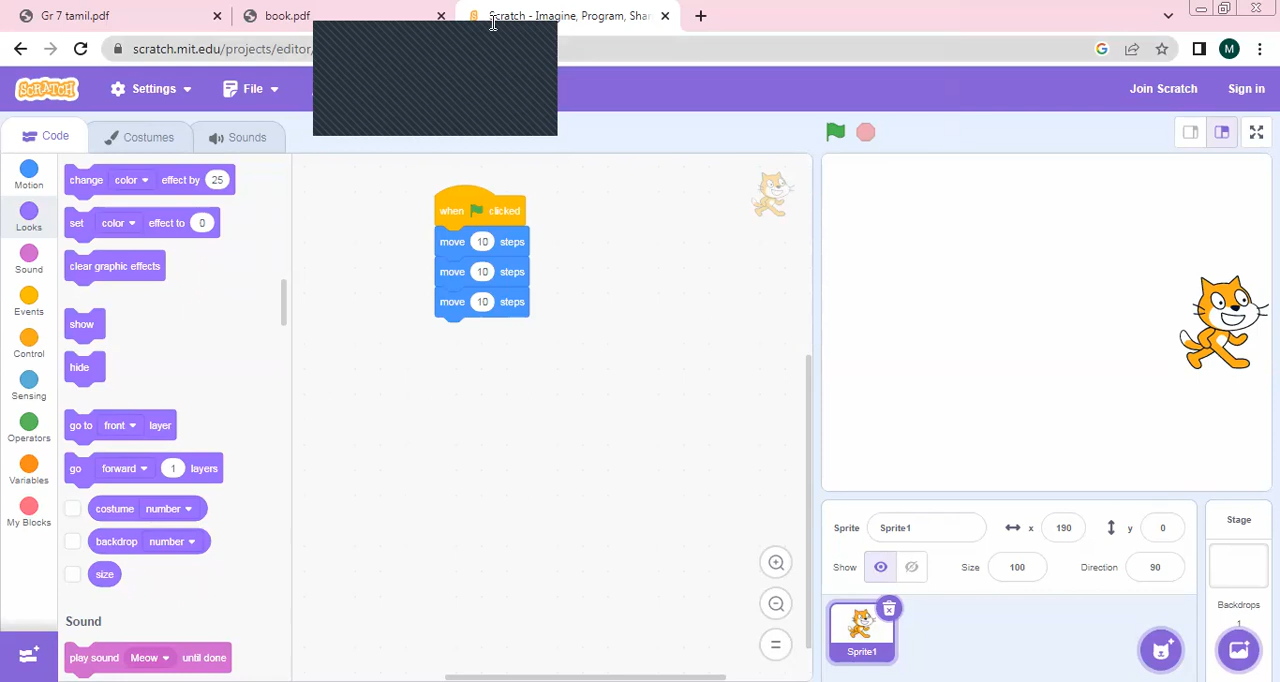 Gr 7 tamil.pdf
book.pdf
Scratch - Imagine, Program, Shar
scratch.mit.edu/projects/editor/
M
SCRATCH
Settings
File
Join Scratch
Sign in
Code
Costumes
Sounds
Motion
Looks
Sound
Events
Control
Sensing
Operators
Variables
My Blocks
change color effect by 25
set color effect to 0
clear graphic effects
show
hide
go to front layer
go forward 1 layers
costume number
backdrop number
size
Sound
play sound Meow until done
when clicked
move 10 steps
move 10 steps
move 10 steps
Sprite Sprite1 x 190 y 0
Show Size 100 Direction 90
Sprite1
Stage
Backdrops
1